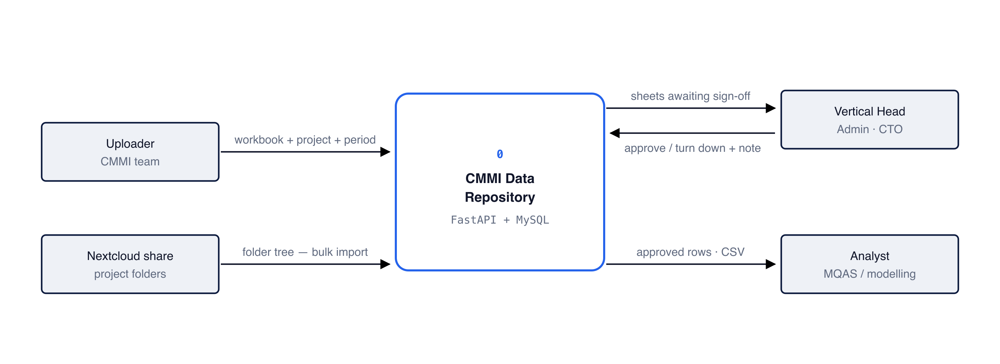 Uploader
CMMI team
workbook + project + period
Nextcloud share
project folders
folder tree — bulk import
0
CMMI Data
Repository
FastAPI + MySQL
sheets awaiting sign-off
approve / turn down + note
Vertical Head
Admin · CTO
approved rows · CSV
Analyst
MQAS / modelling